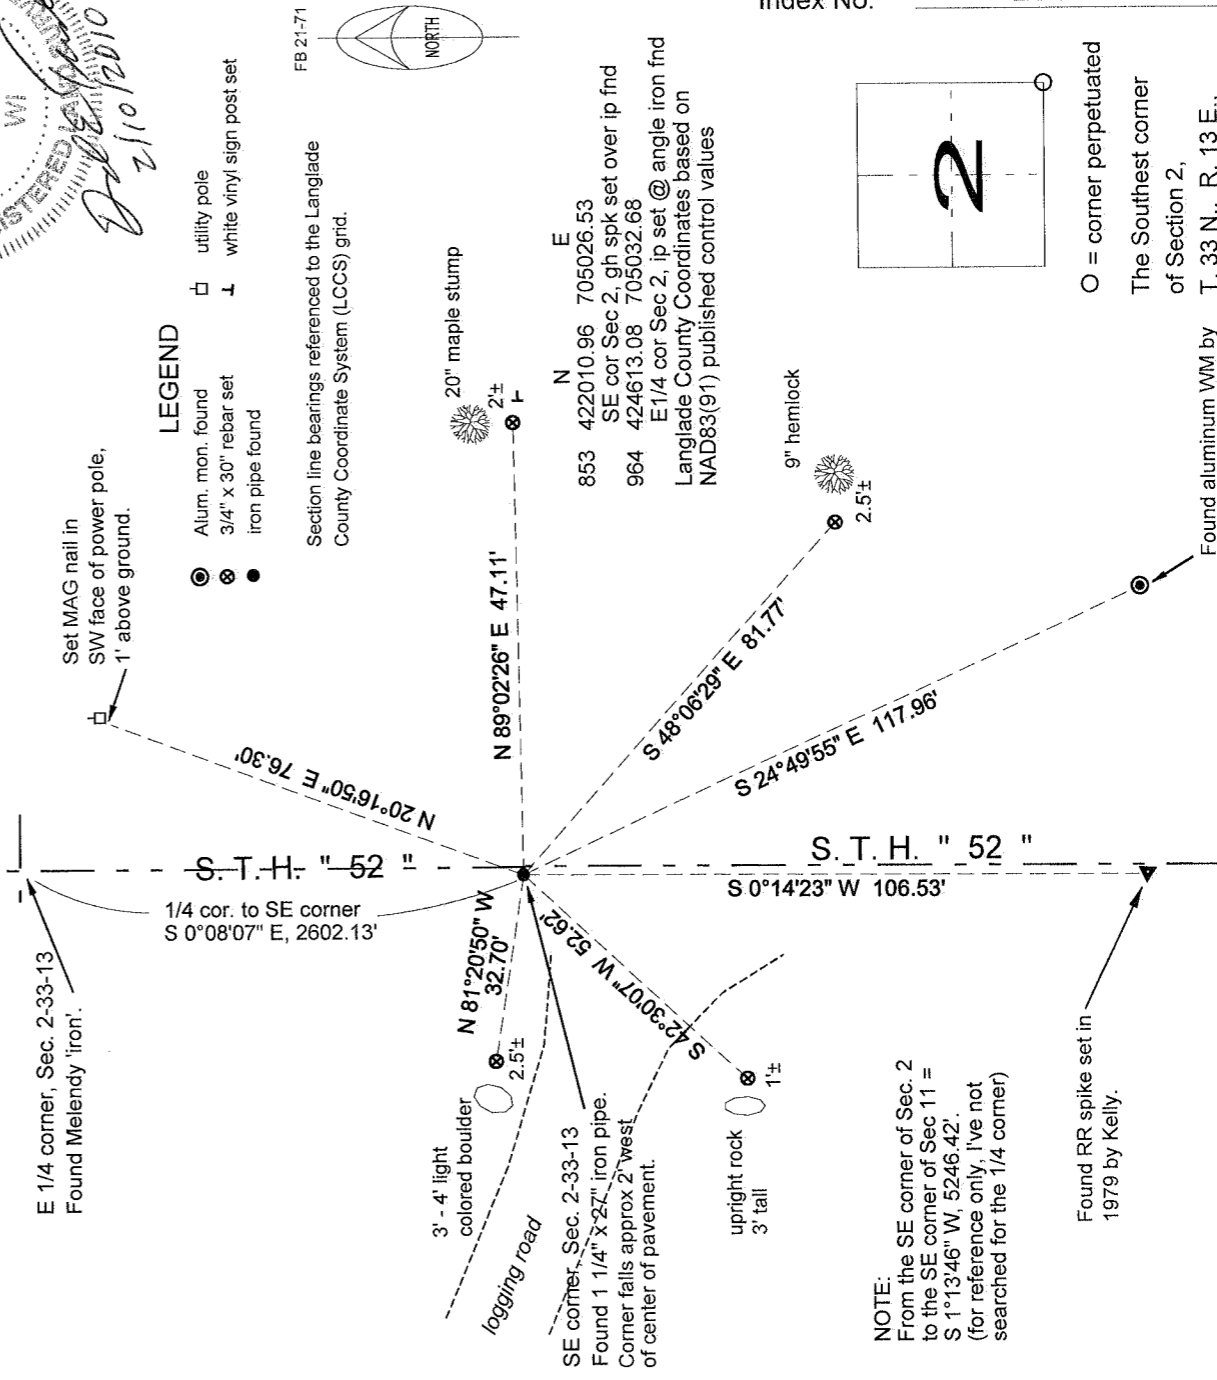 Index No.
WI
2/10/2010
FB 21-71
NORTH
LEGEND
Alum. mon. found
3/4" x 30" rebar set
iron pipe found
utility pole
white vinyl sign post set
Section line bearings referenced to the Langlade
County Coordinate System (LCCS) grid.
Set MAG nail in
SW face of power pole,
1' above ground.
20" maple stump
2'±
N E
853 422010.96 705026.53
SE cor Sec 2, gh spk set over ip fnd
964 424613.08 705032.68
E1/4 cor Sec 2, ip set @ angle iron fnd
Langlade County Coordinates based on
NAD83(91) published control values
2
O = corner perpetuated
The Southest corner
of Section 2,
T. 33 N., R. 13 E.,
9" hemlock
2.5'±
Found aluminum WM by
N 20°16'50" E 76.30'
N 89°02'26" E 47.11'
S 48°06'29" E 81.77'
S 24°49'55" E 117.96'
S. T. H. " 52 "
S. T. H. " 52 "
S 0°14'23" W 106.53'
1/4 cor. to SE corner
S 0°08'07" E, 2602.13'
E 1/4 corner, Sec. 2-33-13
Found Melendy 'iron'.
N 81°20'50" W
32.70'
S 42°30'07" W 52.62'
3' - 4' light
colored boulder
2.5'±
logging road
SE corner, Sec. 2-33-13
Found 1 1/4" x 27" iron pipe.
Corner falls approx 2' west
of center of pavement.
upright rock
3' tall
1'±
NOTE:
From the SE corner of Sec. 2
to the SE corner of Sec 11 =
S 1°13'46" W, 5246.42'.
(for reference only, I've not
searched for the 1/4 corner)
Found RR spike set in
1979 by Kelly.